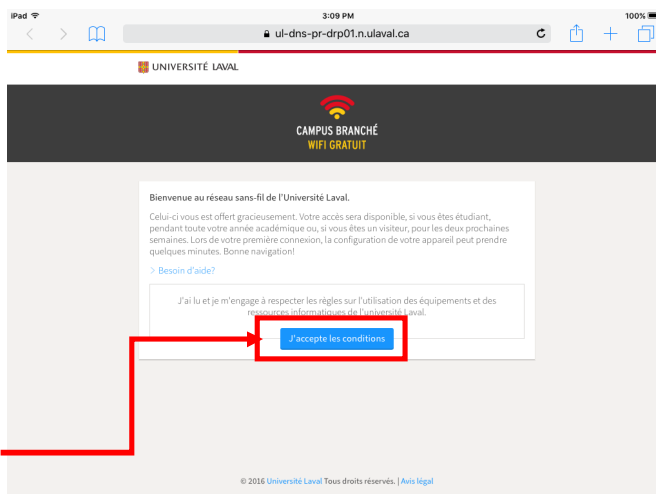 iPad 3:09 PM 100%
ul-dns-pr-drp01.n.ulaval.ca
UNIVERSITÉ LAVAL
CAMPUS BRANCHÉ
WIFI GRATUIT
Bienvenue au réseau sans-fil de l'Université Laval.
Celui-ci vous est offert gracieusement. Votre accès sera disponible, si vous êtes étudiant,
pendant toute votre année académique ou, si vous êtes un visiteur, pour les deux prochaines
semaines. Lors de votre première connexion, la configuration de votre appareil peut prendre
quelques minutes. Bonne navigation!
> Besoin d'aide?
J'ai lu et je m'engage à respecter les règles sur l'utilisation des équipements et des
ressources informatiques de l'université Laval.
J'accepte les conditions
© 2016 Université Laval Tous droits réservés. | Avis légal